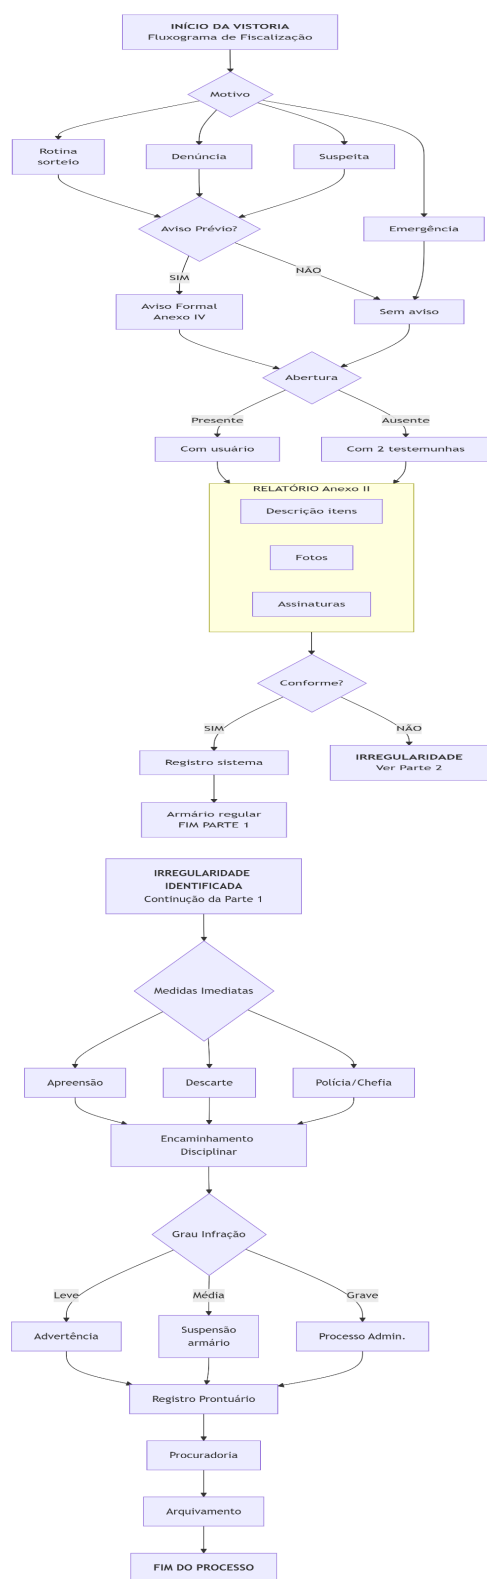 INÍCIO DA VISTORIA
Fluxograma de Fiscalização
Motivo
Rotina
sorteio
Denúncia
Suspeita
Emergência
Aviso Prévio?
SIM
NÃO
Aviso Formal
Anexo IV
Sem aviso
Abertura
Presente
Ausente
Com usuário
Com 2 testemunhas
RELATÓRIO Anexo II
Descrição itens
Fotos
Assinaturas
Conforme?
SIM
NÃO
Registro sistema
IRREGULARIDADE
Ver Parte 2
Armário regular
FIM PARTE 1
IRREGULARIDADE
IDENTIFICADA
Continução da Parte 1
Medidas Imediatas
Apreensão
Descarte
Polícia/Chefia
Encaminhamento
Disciplinar
Grau Infração
Leve
Média
Grave
Advertência
Suspensão
armário
Processo Admin.
Registro Prontuário
Procuradoria
Arquivamento
FIM DO PROCESSO